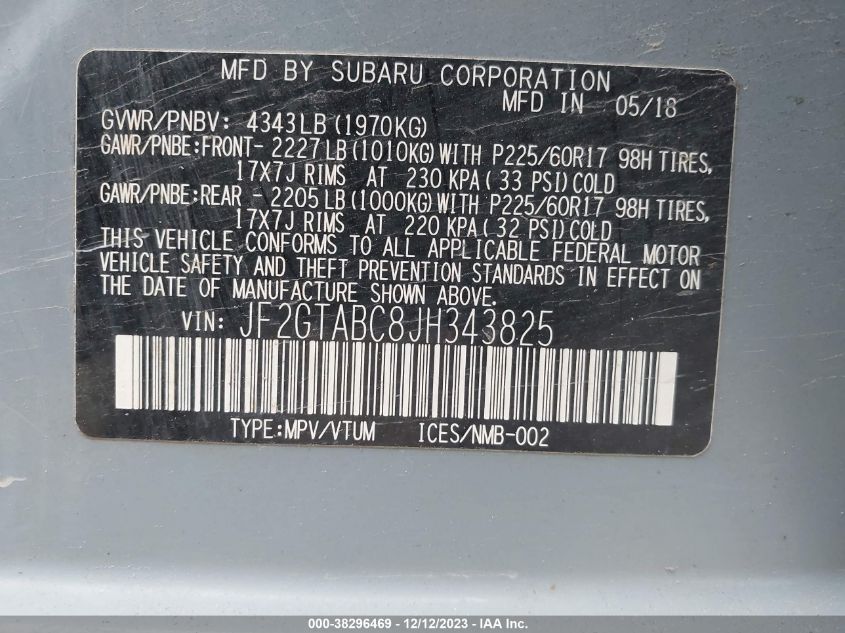 MFD BY SUBARU CORPORATION
MFD IN 05/18
GVWR/PNBV: 4343LB (1970KG)
GAWR/PNBE:FRONT- 2227LB (1010KG) WITH P225/60R17 98H TIRES,
17X7J RIMS AT 230 KPA( 33 PSI) COLD
GAWR/PNBE:REAR - 2205LB (1000KG) WITH P225/60R17 98H TIRES,
17X7J RIMS AT 220 KPA( 32 PSI) COLD
THIS VEHICLE CONFORMS TO ALL APPLICABLE FEDERAL MOTOR
VEHICLE SAFETY AND THEFT PREVENTION STANDARDS IN EFFECT ON
THE DATE OF MANUFACTURE SHOWN ABOVE.
VIN: JF2GTABC8JH343825
TYPE:MPV/VTUM ICES/NMB-002
000-38296469 - 12/12/2023 - IAA Inc.